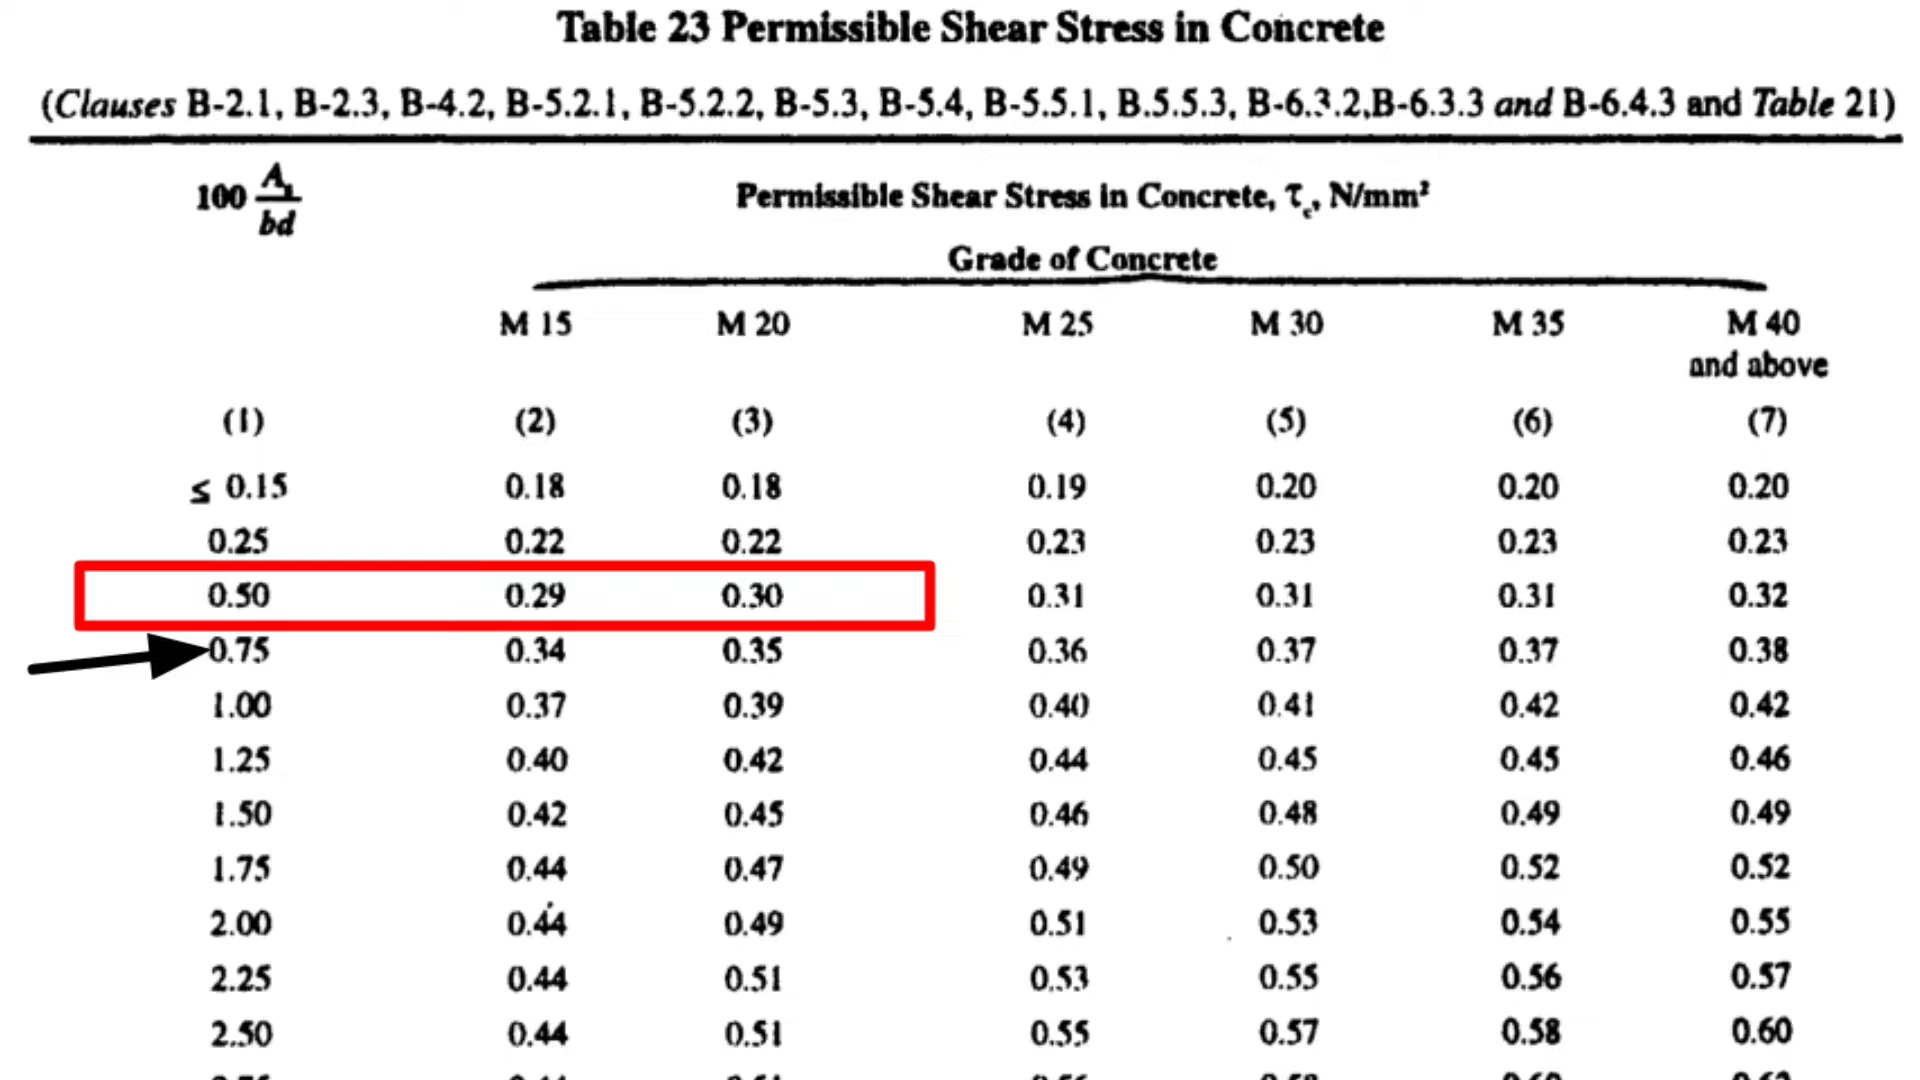 Table 23 Permissible Shear Stress in Concrete
(Clauses B-2.1, B-2.3, B-4.2, B-5.2.1, B-5.2.2, B-5.3, B-5.4, B-5.5.1, B.5.5.3, B-6.3.2,B-6.3.3 and B-6.4.3 and Table 21)
100 As/bd Permissible Shear Stress in Concrete, τc, N/mm²
Grade of Concrete
M 15 M 20 M 25 M 30 M 35 M 40
and above
(1) (2) (3) (4) (5) (6) (7)
≤ 0.15 0.18 0.18 0.19 0.20 0.20 0.20
0.25 0.22 0.22 0.23 0.23 0.23 0.23
0.50 0.29 0.30 0.31 0.31 0.31 0.32
0.75 0.34 0.35 0.36 0.37 0.37 0.38
1.00 0.37 0.39 0.40 0.41 0.42 0.42
1.25 0.40 0.42 0.44 0.45 0.45 0.46
1.50 0.42 0.45 0.46 0.48 0.49 0.49
1.75 0.44 0.47 0.49 0.50 0.52 0.52
2.00 0.44 0.49 0.51 0.53 0.54 0.55
2.25 0.44 0.51 0.53 0.55 0.56 0.57
2.50 0.44 0.51 0.55 0.57 0.58 0.60